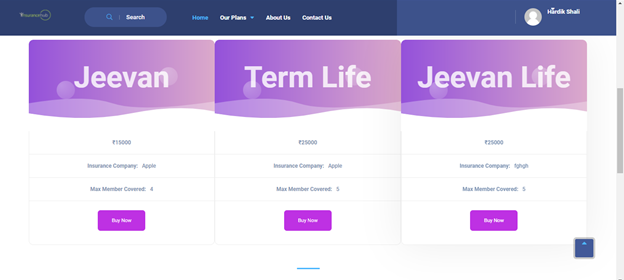 InsuranceHub
Search
Home Our Plans About Us Contact Us
Hardik Shali
Jeevan
₹15000
Insurance Company: Apple
Max Member Covered: 4
Buy Now
Term Life
₹25000
Insurance Company: Apple
Max Member Covered: 5
Buy Now
Jeevan Life
₹25000
Insurance Company: fghgh
Max Member Covered: 5
Buy Now